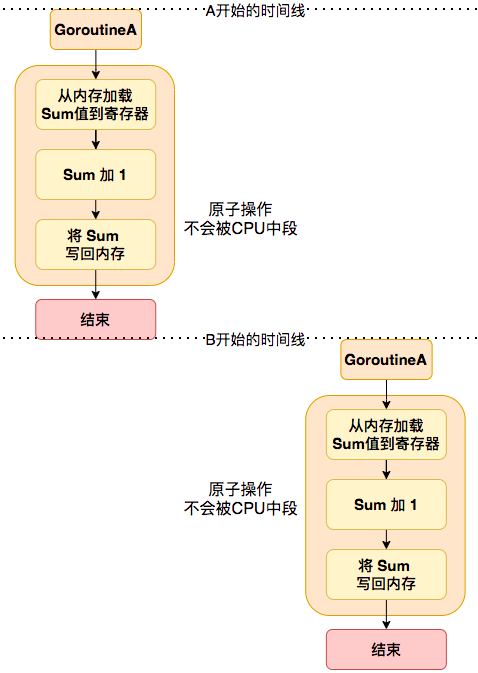 A开始的时间线
GoroutineA
从内存加载
Sum值到寄存器
Sum 加 1
原子操作
不会被CPU中段
将 Sum
写回内存
结束
B开始的时间线
GoroutineA
从内存加载
Sum值到寄存器
原子操作
不会被CPU中段
Sum 加 1
将 Sum
写回内存
结束